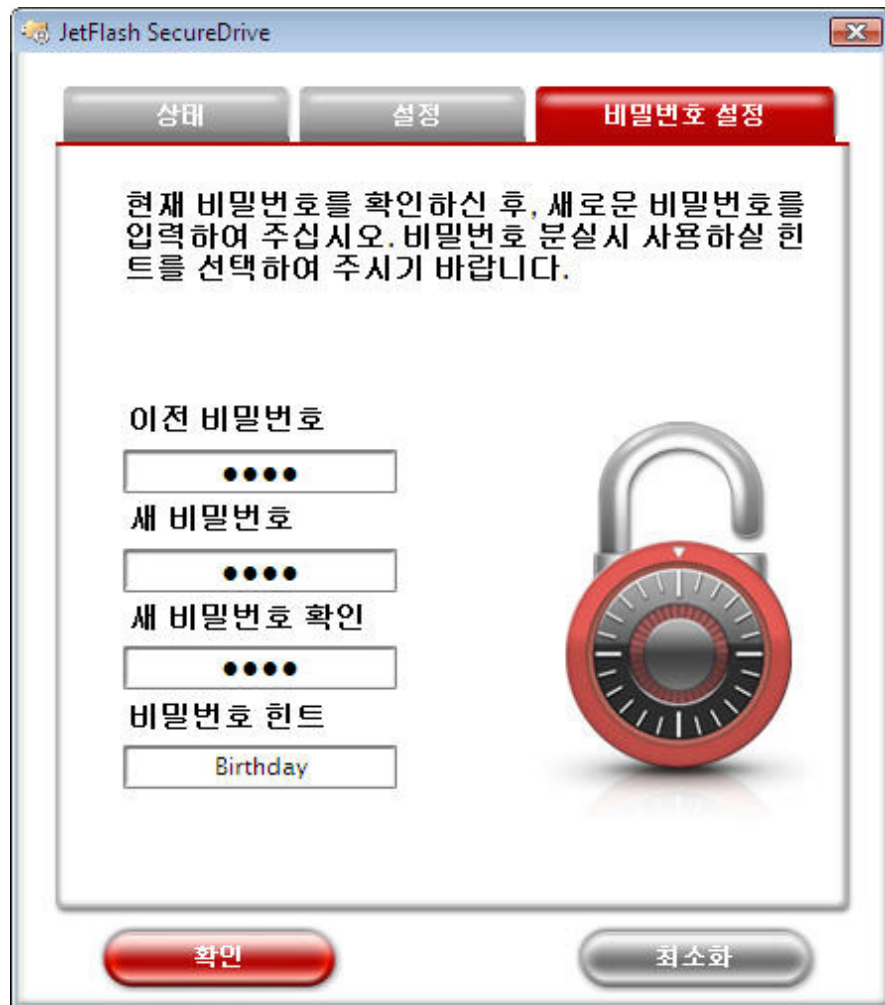 JetFlash SecureDrive
상태 설정 비밀번호 설정
현재 비밀번호를 확인하신 후, 새로운 비밀번호를
입력하여 주십시오. 비밀번호 분실시 사용하실 힌
트를 선택하여 주시기 바랍니다.
이전 비밀번호
●●●●
새 비밀번호
●●●●
새 비밀번호 확인
●●●●
비밀번호 힌트
Birthday
확인 최소화